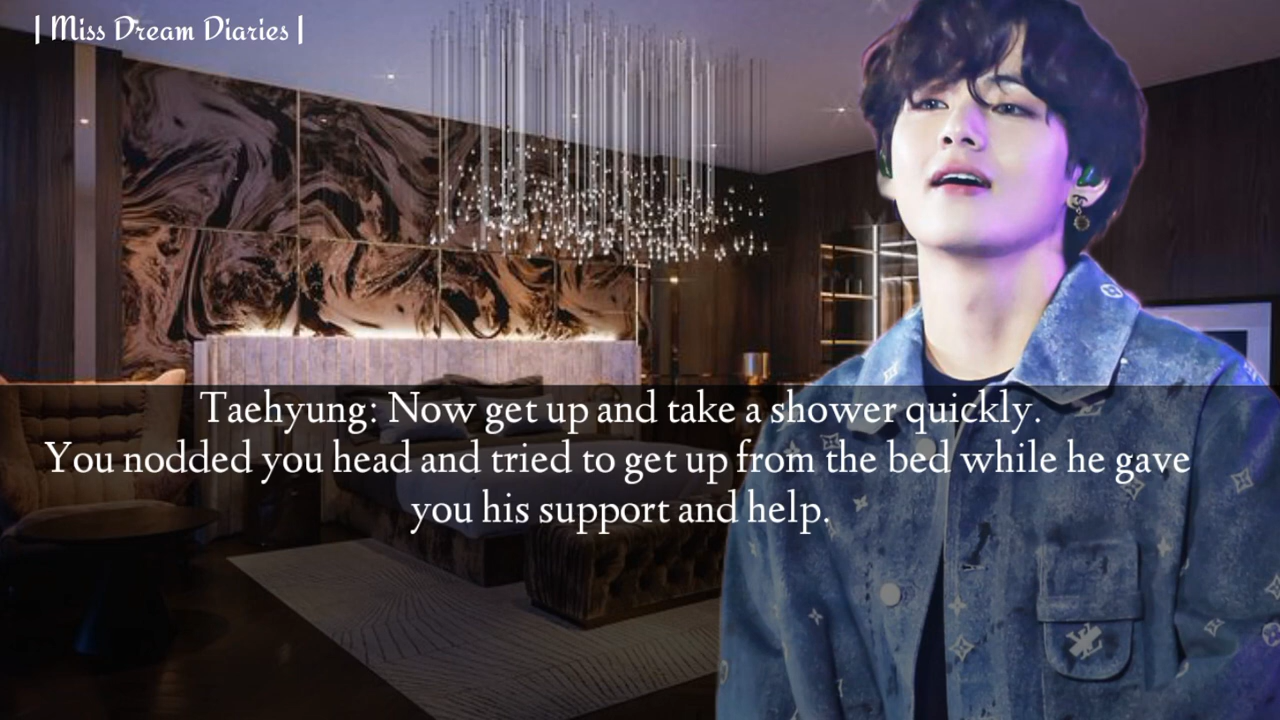 | Miss Dream Diaries |
Taehyung: Now get up and take a shower quickly.
You nodded you head and tried to get up from the bed while he gave
you his support and help.